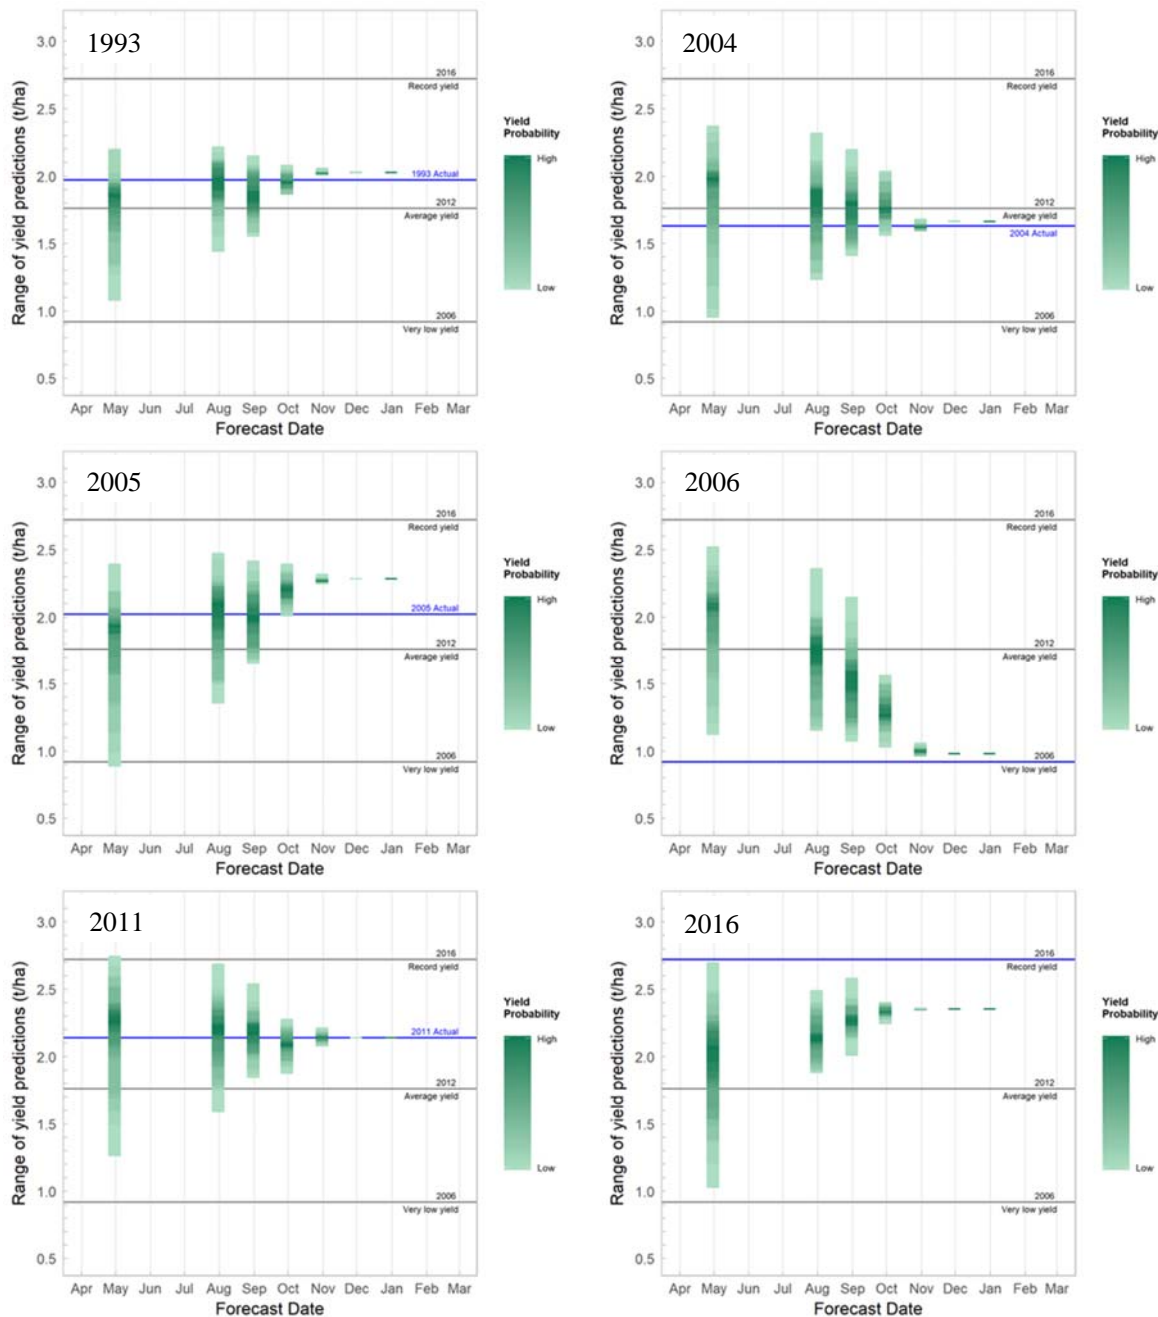 1993
Range of yield predictions (t/ha)
3.0
2.5
2.0
1.5
1.0
0.5
2016
Record yield
1993 Actual
2012
Average yield
2006
Very low yield
Apr May Jun Jul Aug Sep Oct Nov Dec Jan Feb Mar
Forecast Date
Yield
Probability
High
Low
2004
Range of yield predictions (t/ha)
3.0
2.5
2.0
1.5
1.0
0.5
2016
Record yield
2012
Average yield
2004 Actual
2006
Very low yield
Apr May Jun Jul Aug Sep Oct Nov Dec Jan Feb Mar
Forecast Date
Yield
Probability
High
Low
2005
Range of yield predictions (t/ha)
3.0
2.5
2.0
1.5
1.0
0.5
2016
Record yield
2005 Actual
2012
Average yield
2006
Very low yield
Apr May Jun Jul Aug Sep Oct Nov Dec Jan Feb Mar
Forecast Date
Yield
Probability
High
Low
2006
Range of yield predictions (t/ha)
3.0
2.5
2.0
1.5
1.0
0.5
2016
Record yield
2012
Average yield
2006
Very low yield
Apr May Jun Jul Aug Sep Oct Nov Dec Jan Feb Mar
Forecast Date
Yield
Probability
High
Low
2011
Range of yield predictions (t/ha)
3.0
2.5
2.0
1.5
1.0
0.5
2016
Record yield
2011 Actual
2012
Average yield
2006
Very low yield
Apr May Jun Jul Aug Sep Oct Nov Dec Jan Feb Mar
Forecast Date
Yield
Probability
High
Low
2016
Range of yield predictions (t/ha)
3.0
2.5
2.0
1.5
1.0
0.5
2016
Record yield
2012
Average yield
2006
Very low yield
Apr May Jun Jul Aug Sep Oct Nov Dec Jan Feb Mar
Forecast Date
Yield
Probability
High
Low